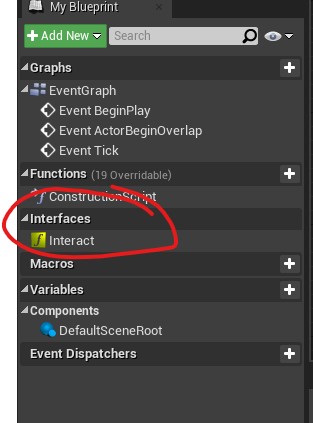 My Blueprint
Add New
Search
Graphs
EventGraph
Event BeginPlay
Event ActorBeginOverlap
Event Tick
Functions (19 Overridable)
ConstructionScript
Interfaces
Interact
Macros
Variables
Components
DefaultSceneRoot
Event Dispatchers